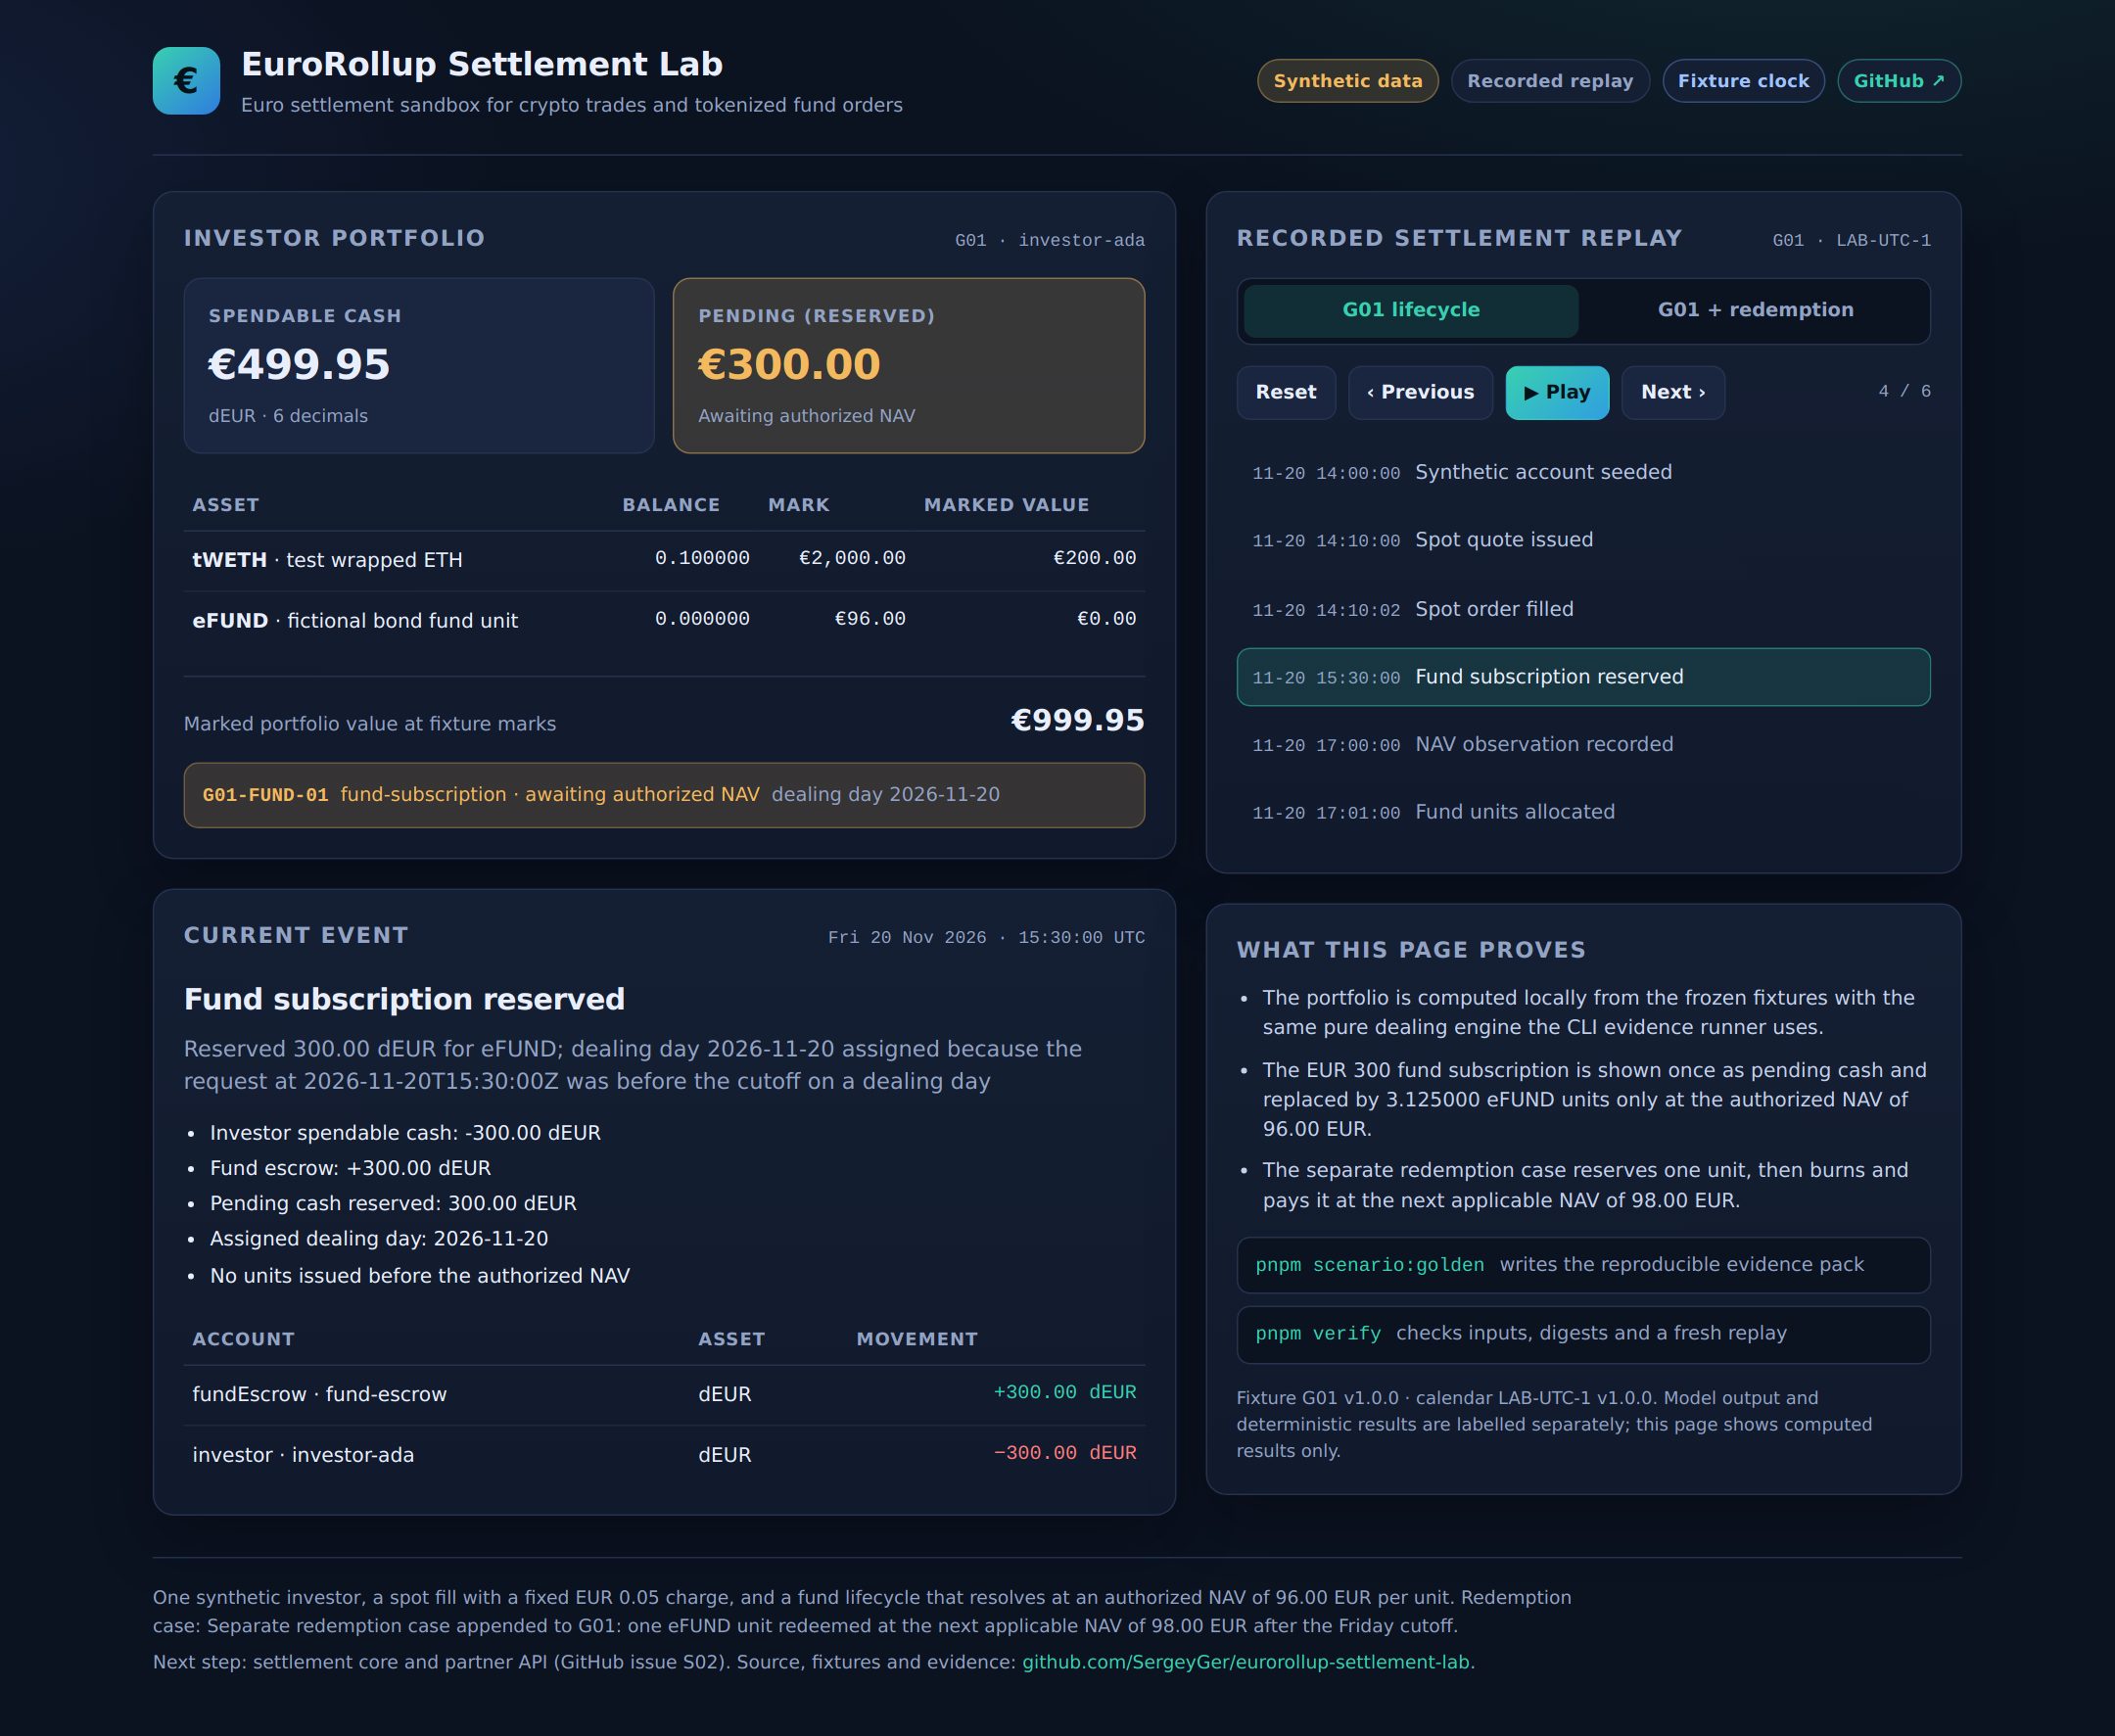 €
EuroRollup Settlement Lab
Euro settlement sandbox for crypto trades and tokenized fund orders
Synthetic data
Recorded replay
Fixture clock
GitHub ↗
INVESTOR PORTFOLIO
G01 · investor-ada
SPENDABLE CASH
€499.95
dEUR · 6 decimals
PENDING (RESERVED)
€300.00
Awaiting authorized NAV
ASSET BALANCE MARK MARKED VALUE
tWETH · test wrapped ETH 0.100000 €2,000.00 €200.00
eFUND · fictional bond fund unit 0.000000 €96.00 €0.00
Marked portfolio value at fixture marks €999.95
G01-FUND-01 fund-subscription · awaiting authorized NAV dealing day 2026-11-20
RECORDED SETTLEMENT REPLAY
G01 · LAB-UTC-1
G01 lifecycle
G01 + redemption
Reset
‹ Previous
▶ Play
Next ›
4 / 6
11-20 14:00:00 Synthetic account seeded
11-20 14:10:00 Spot quote issued
11-20 14:10:02 Spot order filled
11-20 15:30:00 Fund subscription reserved
11-20 17:00:00 NAV observation recorded
11-20 17:01:00 Fund units allocated
CURRENT EVENT
Fri 20 Nov 2026 · 15:30:00 UTC
Fund subscription reserved
Reserved 300.00 dEUR for eFUND; dealing day 2026-11-20 assigned because the
request at 2026-11-20T15:30:00Z was before the cutoff on a dealing day
• Investor spendable cash: -300.00 dEUR
• Fund escrow: +300.00 dEUR
• Pending cash reserved: 300.00 dEUR
• Assigned dealing day: 2026-11-20
• No units issued before the authorized NAV
ACCOUNT ASSET MOVEMENT
fundEscrow · fund-escrow dEUR +300.00 dEUR
investor · investor-ada dEUR −300.00 dEUR
WHAT THIS PAGE PROVES
• The portfolio is computed locally from the frozen fixtures with the
same pure dealing engine the CLI evidence runner uses.
• The EUR 300 fund subscription is shown once as pending cash and
replaced by 3.125000 eFUND units only at the authorized NAV of
96.00 EUR.
• The separate redemption case reserves one unit, then burns and
pays it at the next applicable NAV of 98.00 EUR.
pnpm scenario:golden writes the reproducible evidence pack
pnpm verify checks inputs, digests and a fresh replay
Fixture G01 v1.0.0 · calendar LAB-UTC-1 v1.0.0. Model output and
deterministic results are labelled separately; this page shows computed
results only.
One synthetic investor, a spot fill with a fixed EUR 0.05 charge, and a fund lifecycle that resolves at an authorized NAV of 96.00 EUR per unit. Redemption
case: Separate redemption case appended to G01: one eFUND unit redeemed at the next applicable NAV of 98.00 EUR after the Friday cutoff.
Next step: settlement core and partner API (GitHub issue S02). Source, fixtures and evidence: github.com/SergeyGer/eurorollup-settlement-lab.